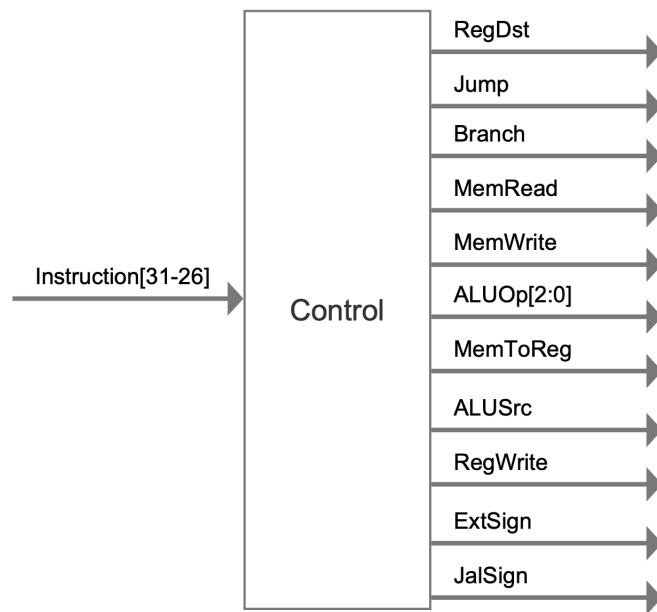 RegDst
Jump
Branch
MemRead
MemWrite
Instruction[31-26]
ALUOp[2:0]
Control
MemToReg
ALUSrc
RegWrite
ExtSign
JalSign